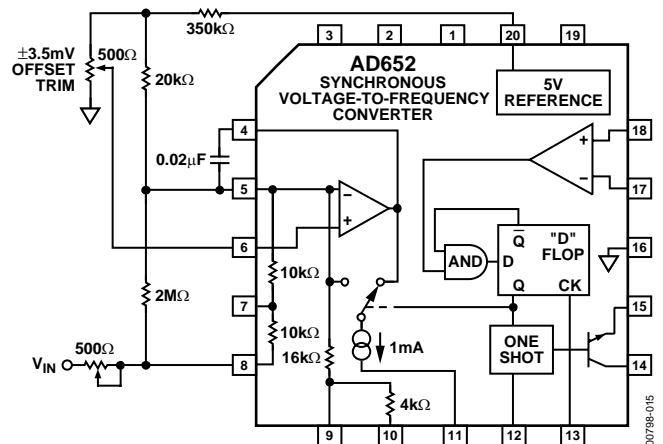 350kΩ
3
2
1
20
19
±3.5mV
OFFSET
TRIM
500Ω
20kΩ
AD652
SYNCHRONOUS
VOLTAGE-TO-FREQUENCY
CONVERTER
5V
REFERENCE
4
0.02μF
5
6
7
8
+
–
18
17
–
+
10kΩ
10kΩ
16kΩ
4kΩ
1mA
AND
Q̅
"D"
FLOP
D
Q
CK
ONE
SHOT
16
15
14
2MΩ
VIN
500Ω
9
10
11
12
13
00798-015